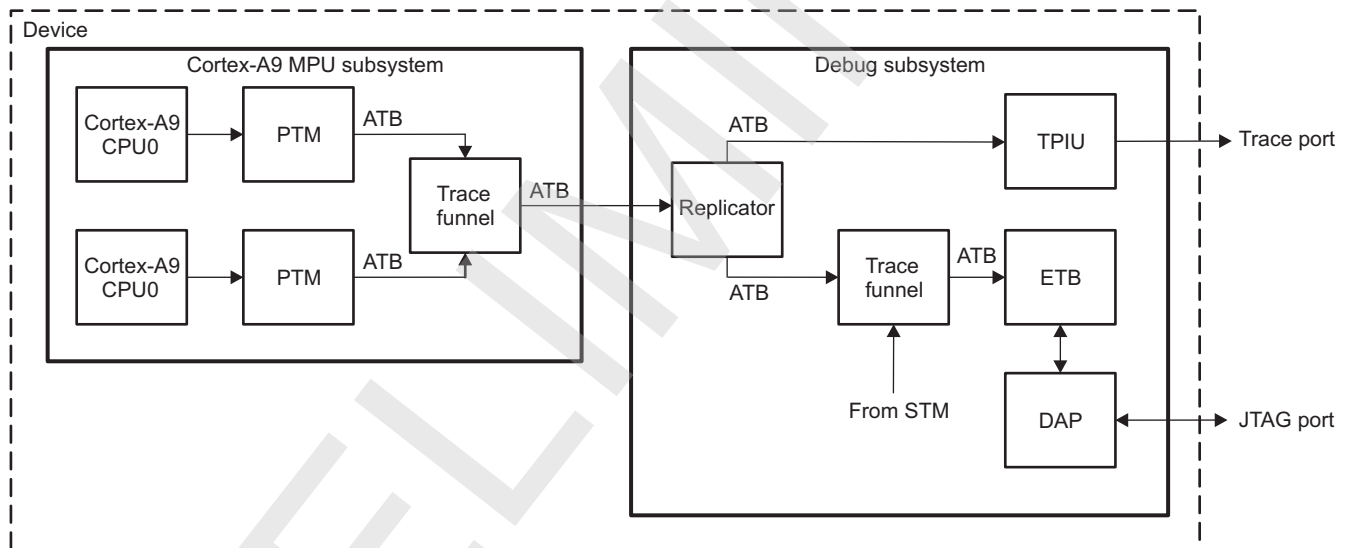 Device
Cortex-A9 MPU subsystem
Debug subsystem
Cortex-A9
CPU0
PTM
ATB
ATB
TPIU
Trace port
Trace
funnel
ATB
Replicator
Cortex-A9
CPU0
PTM
ATB
ATB
Trace
funnel
ATB
ETB
From STM
DAP
JTAG port
ELIMI